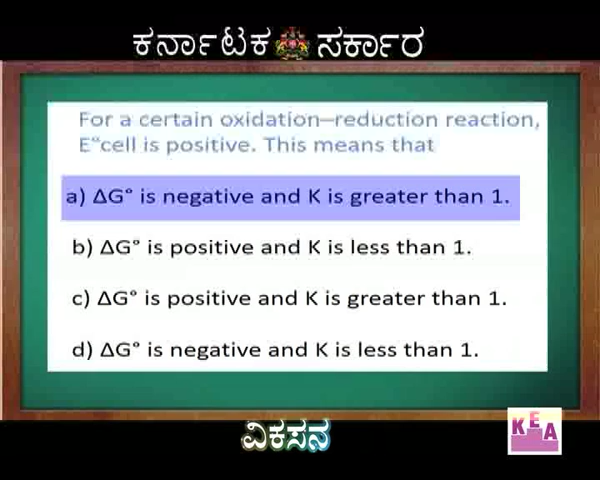 ಕರ್ನಾಟಕ ಸರ್ಕಾರ
For a certain oxidation–reduction reaction,
E°cell is positive. This means that
a) ΔG° is negative and K is greater than 1.
b) ΔG° is positive and K is less than 1.
c) ΔG° is positive and K is greater than 1.
d) ΔG° is negative and K is less than 1.
ವಿಕಸನ
KEA